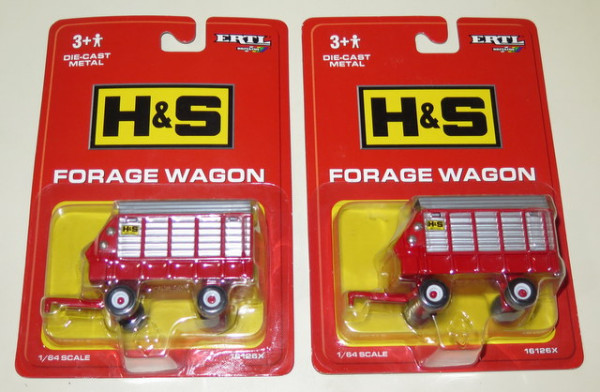 3+
DIE-CAST
METAL
ERTL
H&S
FORAGE WAGON
H&S
1/64 SCALE
16126X
3+
DIE-CAST
METAL
ERTL
H&S
FORAGE WAGON
H&S
1/64 SCALE
16126X